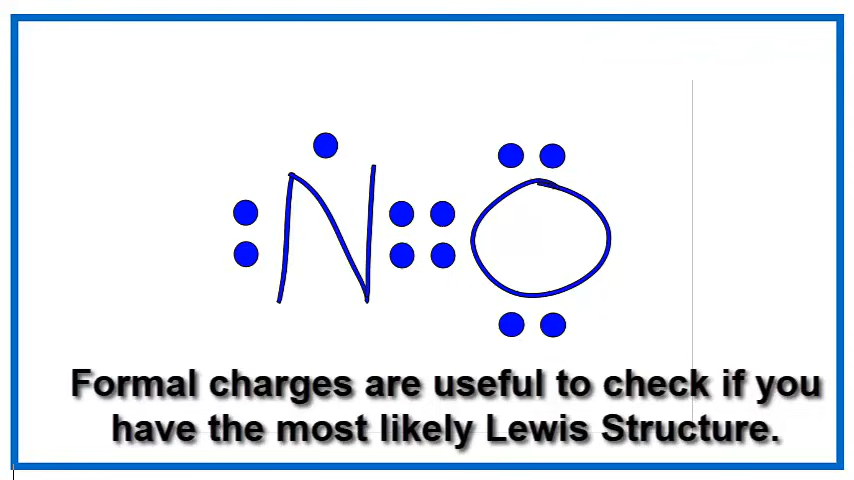 N O
Formal charges are useful to check if you
have the most likely Lewis Structure.